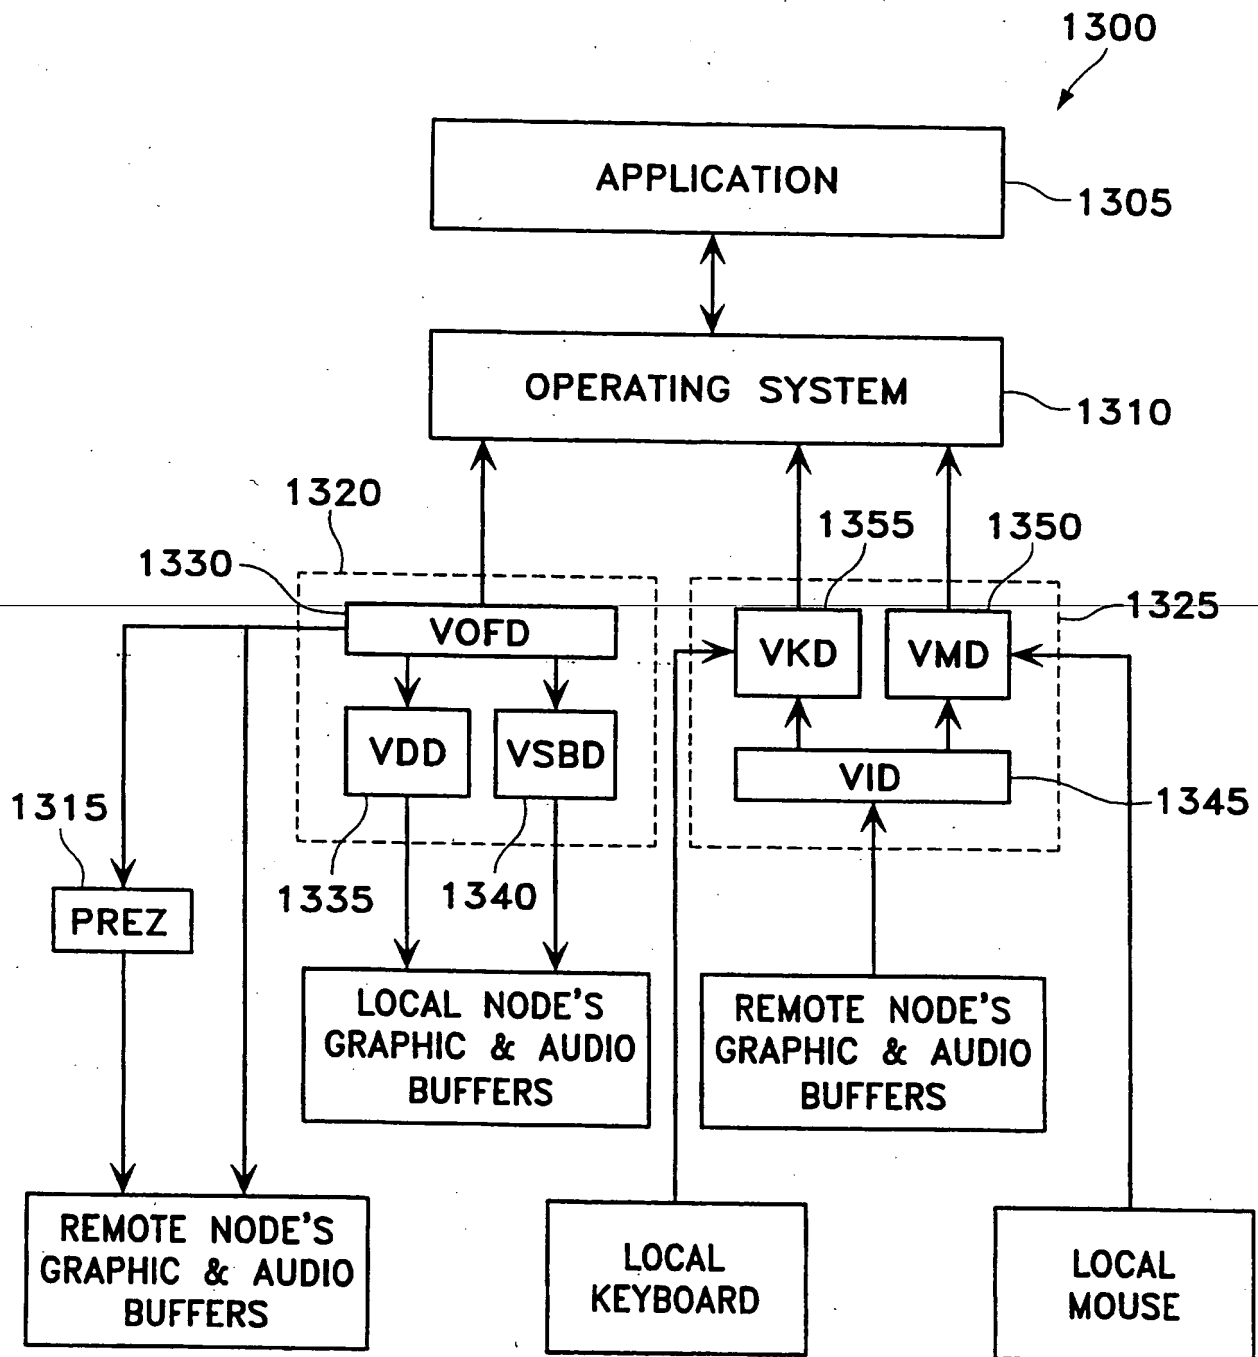 1300
APPLICATION
1305
OPERATING SYSTEM
1310
1320
1355
1350
1330
1325
VOFD
VKD
VMD
VDD
VSBD
VID
1315
1345
1335
1340
PREZ
LOCAL NODE'S
GRAPHIC & AUDIO
BUFFERS
REMOTE NODE'S
GRAPHIC & AUDIO
BUFFERS
REMOTE NODE'S
GRAPHIC & AUDIO
BUFFERS
LOCAL
KEYBOARD
LOCAL
MOUSE